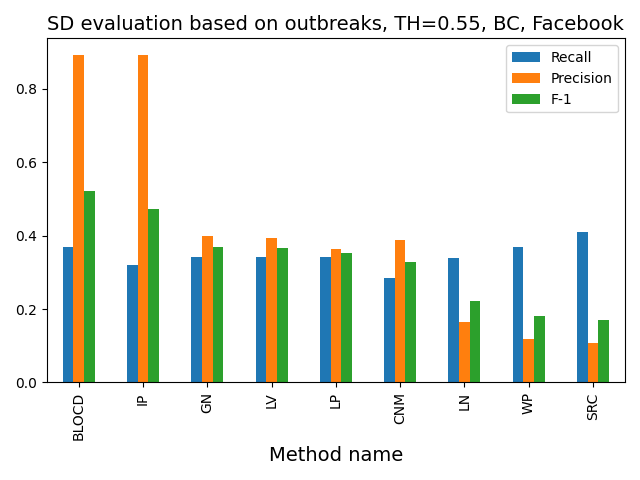 SD evaluation based on outbreaks, TH=0.55, BC, Facebook
Recall
Precision
F-1
0.8
0.6
0.4
0.2
0.0
BLOCD
IP
GN
LV
LP
CNM
LN
WP
SRC
Method name